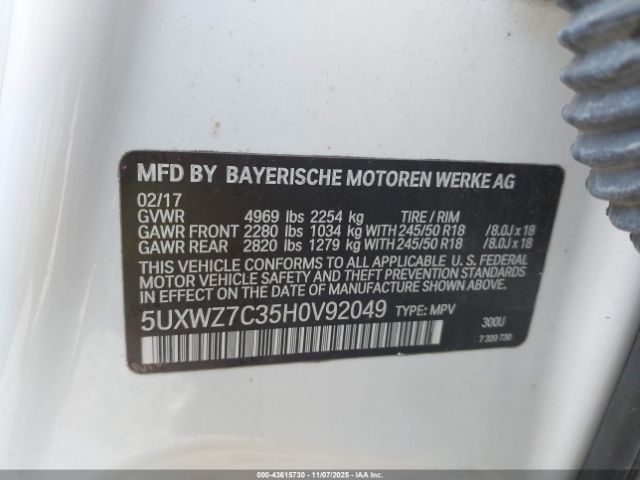 MFD BY BAYERISCHE MOTOREN WERKE AG
02/17
GVWR 4969 lbs 2254 kg TIRE / RIM
GAWR FRONT 2280 lbs 1034 kg WITH 245/50 R18 /8.0J x 18
GAWR REAR 2820 lbs 1279 kg WITH 245/50 R18 /8.0J x 18
THIS VEHICLE CONFORMS TO ALL APPLICABLE U. S. FEDERAL
MOTOR VEHICLE SAFETY AND THEFT PREVENTION
STANDARDS IN EFFECT ON THE DATE OF MANUFACTURE
SHOWN ABOVE.
5UXWZ7C35H0V92049 TYPE: MPV
300U
7 320 730
000-43615730 - 11/07/2025 - IAAI.COM